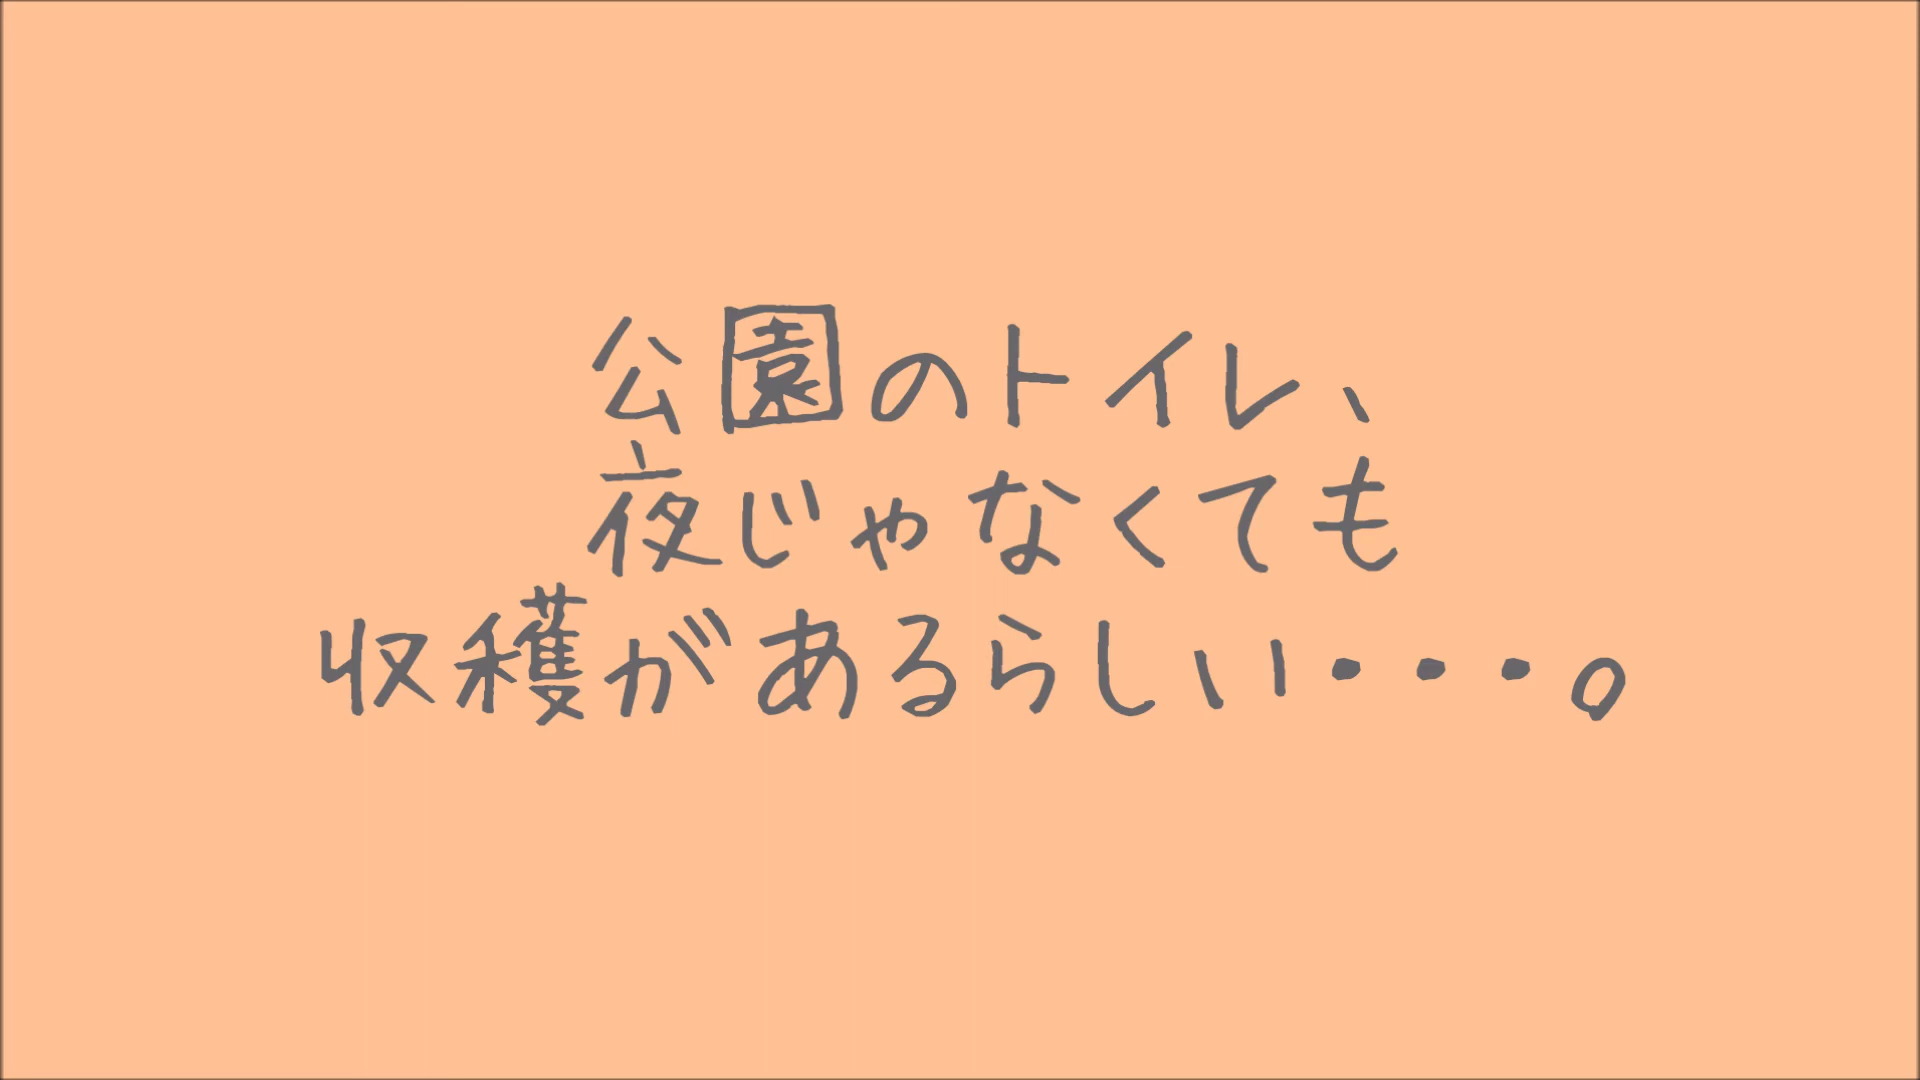 公園のトイレ、
夜じゃなくても
収穫があるらしい・・・。